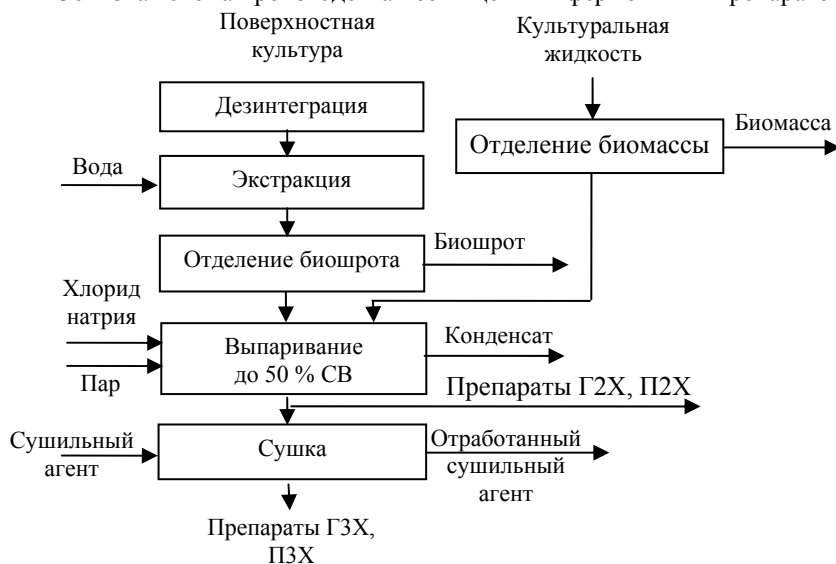 Поверхностная
культура
Культуральная
жидкость
Дезинтеграция
Отделение биомассы
Биомасса
Вода
Экстракция
Отделение биошрота
Биошрот
Хлорид
натрия
Пар
Выпаривание
до 50 % СВ
Конденсат
Препараты Г2Х, П2Х
Сушильный
агент
Сушка
Отработанный
сушильный
агент
Препараты Г3Х,
П3Х